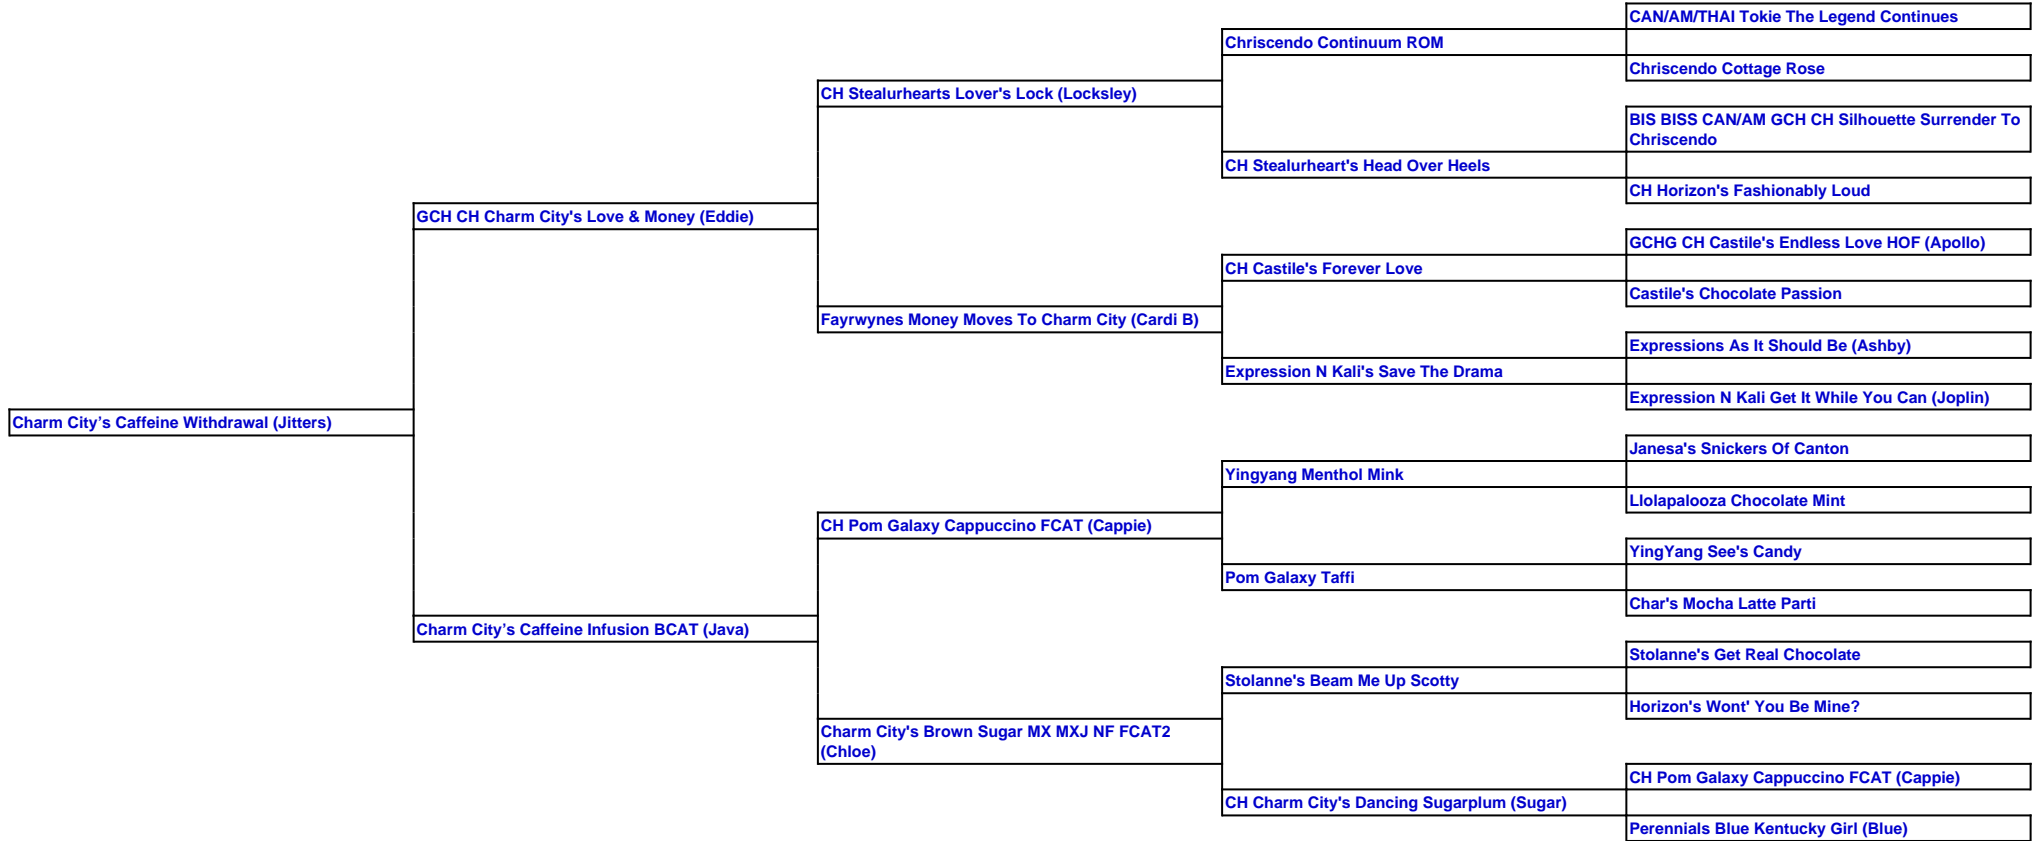 CAN/AM/THAI Tokie The Legend Continues
Chriscendo Continuum ROM
Chriscendo Cottage Rose
CH Stealurhearts Lover's Lock (Locksley)
BIS BISS CAN/AM GCH CH Silhouette Surrender To
Chriscendo
CH Stealurheart's Head Over Heels
CH Horizon's Fashionably Loud
GCH CH Charm City's Love & Money (Eddie)
GCHG CH Castile's Endless Love HOF (Apollo)
CH Castile's Forever Love
Castile's Chocolate Passion
Fayrwynes Money Moves To Charm City (Cardi B)
Expressions As It Should Be (Ashby)
Expression N Kali's Save The Drama
Expression N Kali Get It While You Can (Joplin)
Charm City’s Caffeine Withdrawal (Jitters)
Janesa's Snickers Of Canton
Yingyang Menthol Mink
Llolapalooza Chocolate Mint
CH Pom Galaxy Cappuccino FCAT (Cappie)
YingYang See's Candy
Pom Galaxy Taffi
Char's Mocha Latte Parti
Charm City’s Caffeine Infusion BCAT (Java)
Stolanne's Get Real Chocolate
Stolanne's Beam Me Up Scotty
Horizon's Wont' You Be Mine?
Charm City's Brown Sugar MX MXJ NF FCAT2
(Chloe)
CH Pom Galaxy Cappuccino FCAT (Cappie)
CH Charm City's Dancing Sugarplum (Sugar)
Perennials Blue Kentucky Girl (Blue)